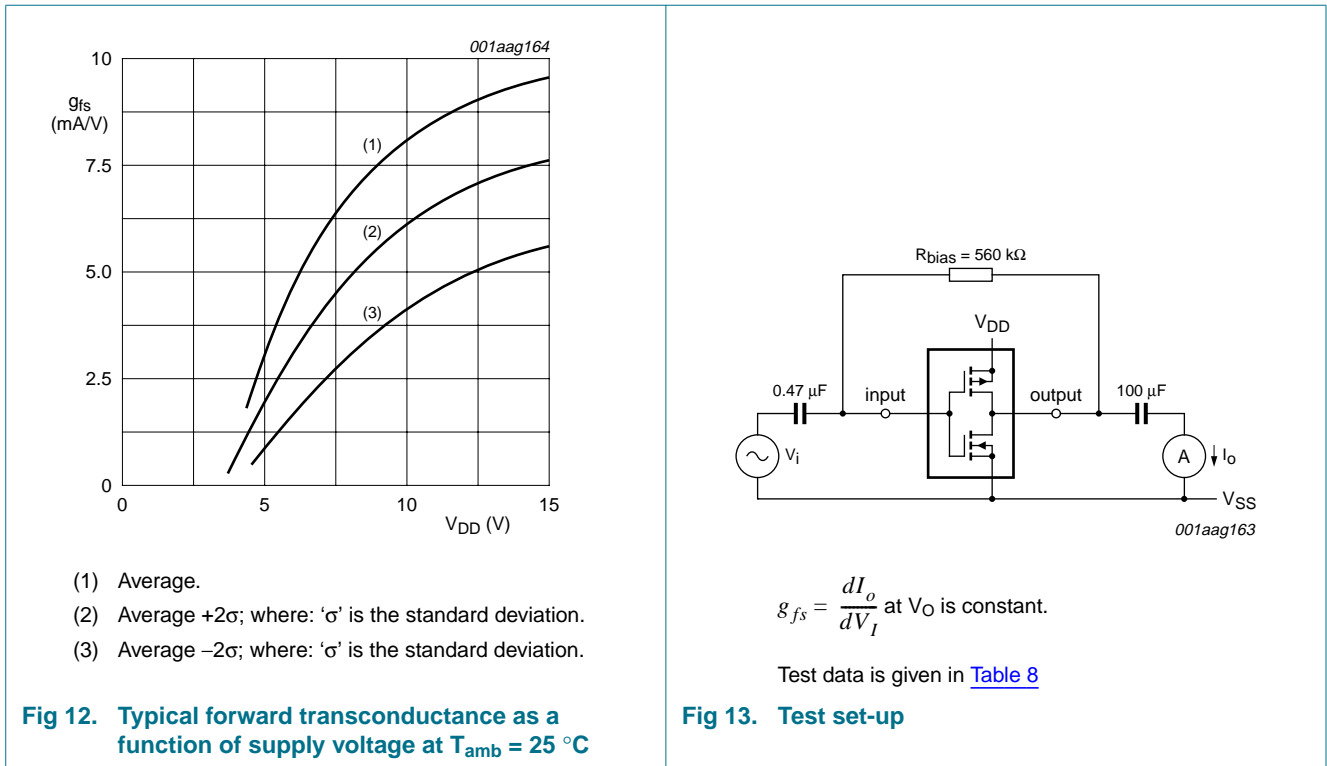 001aag164
10
gfs
(mA/V)
7.5
5.0
2.5
0
(1)
(2)
(3)
0
5
10
15
VDD (V)
(1) Average.
(2) Average +2σ; where: ‘σ’ is the standard deviation.
(3) Average −2σ; where: ‘σ’ is the standard deviation.
Fig 12. Typical forward transconductance as a
function of supply voltage at Tamb = 25 °C
Rbias = 560 kΩ
VDD
0.47 μF
input
output
100 μF
Vi
A
Io
VSS
001aag163
gfs = dIo/dVI at VO is constant.
Test data is given in Table 8
Fig 13. Test set-up